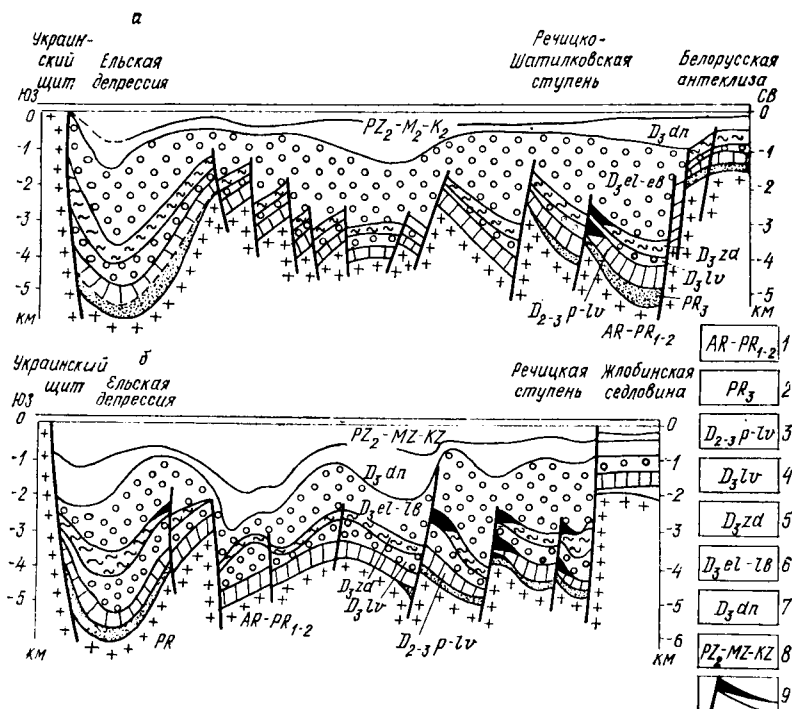 а
Украин-
ский
щит
Ельская
депрессия
Речицко-
Шатилковская
ступень
Белорусская
антеклиза
ЮЗ
СВ
0
-1
-2
-3
-4
-5
км
0
-1
-2
-3
-4
-5
км
PZ₂-M₂-K₂
D₃dn
D₃el-ев
D₃zd
D₃lv
PR₃
D₂₋₃p-lv
AR-PR₁₋₂
б
Украинский
щит
Ельская
депрессия
Речицкая
ступень
Жлобинская
седловина
ЮЗ
0
-1
-2
-3
-4
-5
км
0
-1
-2
-3
-4
-5
-6
км
PZ₂-MZ-KZ
D₃dn
D₃el-lв
D₃zd
D₃lv
D₂₋₃p-lv
AR-PR₁₋₂
PR
AR-PR₁₋₂ 1
PR₃ 2
D₂₋₃p-lv 3
D₃lv 4
D₃zd 5
D₃el-lв 6
D₃dn 7
PZ₂-MZ-KZ 8
9